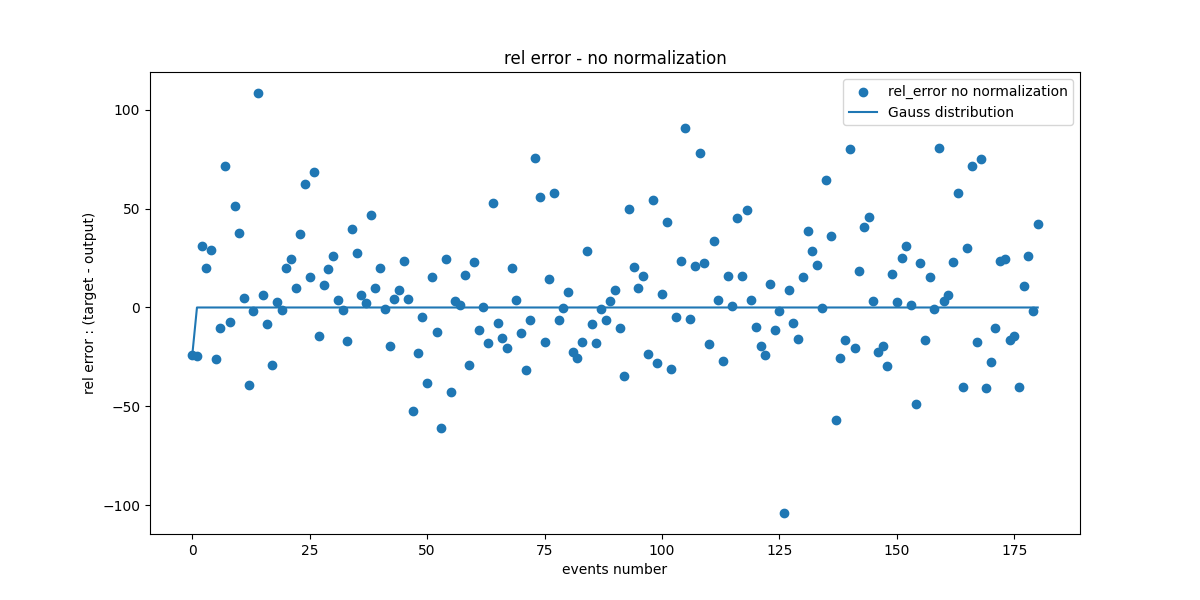 rel error - no normalization
rel_error no normalization
Gauss distribution
rel error : (target - output)
100
50
0
−50
−100
0 25 50 75 100 125 150 175
events number